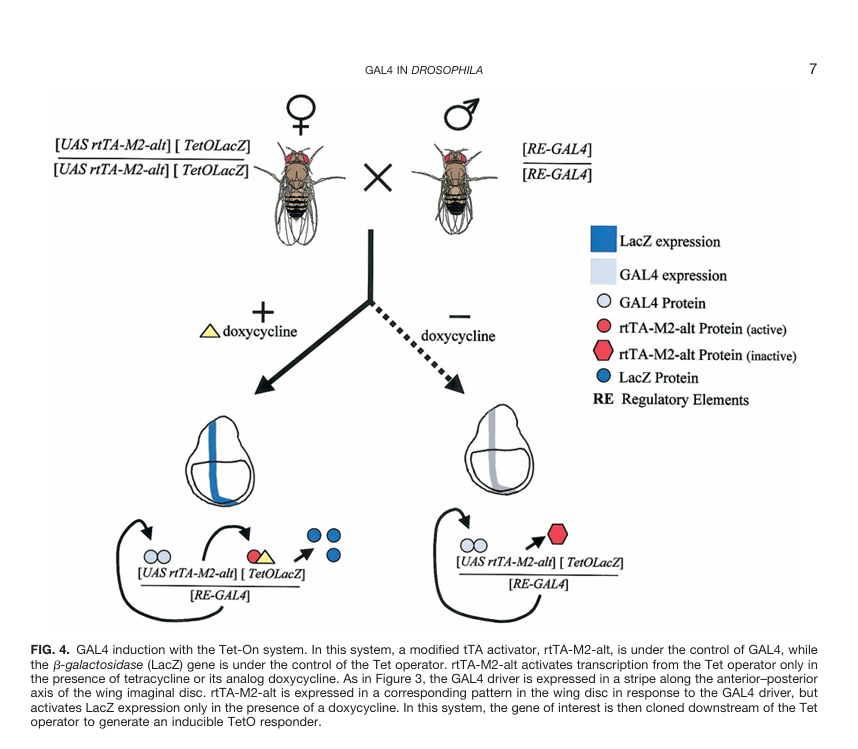 GAL4 IN DROSOPHILA
7
♀
♂
[UAS rtTA-M2-alt] [ TetOLacZ]
[UAS rtTA-M2-alt] [ TetOLacZ]
[RE-GAL4]
[RE-GAL4]
LacZ expression
GAL4 expression
GAL4 Protein
rtTA-M2-alt Protein (active)
rtTA-M2-alt Protein (inactive)
LacZ Protein
RE Regulatory Elements
+
doxycycline
−
doxycycline
[UAS rtTA-M2-alt] [ TetOLacZ]
[RE-GAL4]
[UAS rtTA-M2-alt] [ TetOLacZ]
[RE-GAL4]
FIG. 4. GAL4 induction with the Tet-On system. In this system, a modified tTA activator, rtTA-M2-alt, is under the control of GAL4, while
the β-galactosidase (LacZ) gene is under the control of the Tet operator. rtTA-M2-alt activates transcription from the Tet operator only in
the presence of tetracycline or its analog doxycycline. As in Figure 3, the GAL4 driver is expressed in a stripe along the anterior–posterior
axis of the wing imaginal disc. rtTA-M2-alt is expressed in a corresponding pattern in the wing disc in response to the GAL4 driver, but
activates LacZ expression only in the presence of a doxycycline. In this system, the gene of interest is then cloned downstream of the Tet
operator to generate an inducible TetO responder.